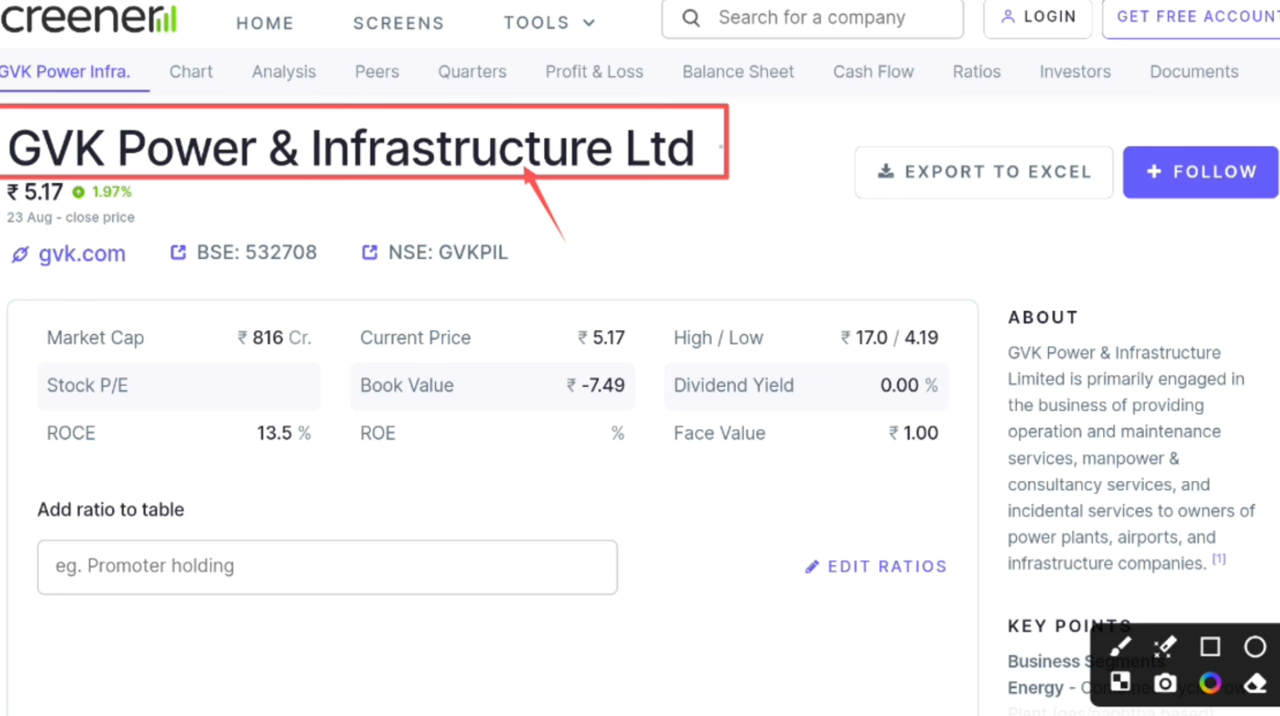 creener
HOME SCREENS TOOLS
Search for a company
LOGIN
GET FREE ACCOUNT
GVK Power Infra. Chart Analysis Peers Quarters Profit & Loss Balance Sheet Cash Flow Ratios Investors Documents
GVK Power & Infrastructure Ltd
EXPORT TO EXCEL
+ FOLLOW
₹ 5.17 1.97%
23 Aug - close price
gvk.com BSE: 532708 NSE: GVKPIL
Market Cap ₹ 816 Cr. Current Price ₹ 5.17 High / Low ₹ 17.0 / 4.19
Stock P/E Book Value ₹ -7.49 Dividend Yield 0.00 %
ROCE 13.5 % ROE % Face Value ₹ 1.00
Add ratio to table
eg. Promoter holding
EDIT RATIOS
ABOUT
GVK Power & Infrastructure
Limited is primarily engaged in
the business of providing
operation and maintenance
services, manpower &
consultancy services, and
incidental services to owners of
power plants, airports, and
infrastructure companies. [1]
KEY POINTS
Business Segments
Energy -